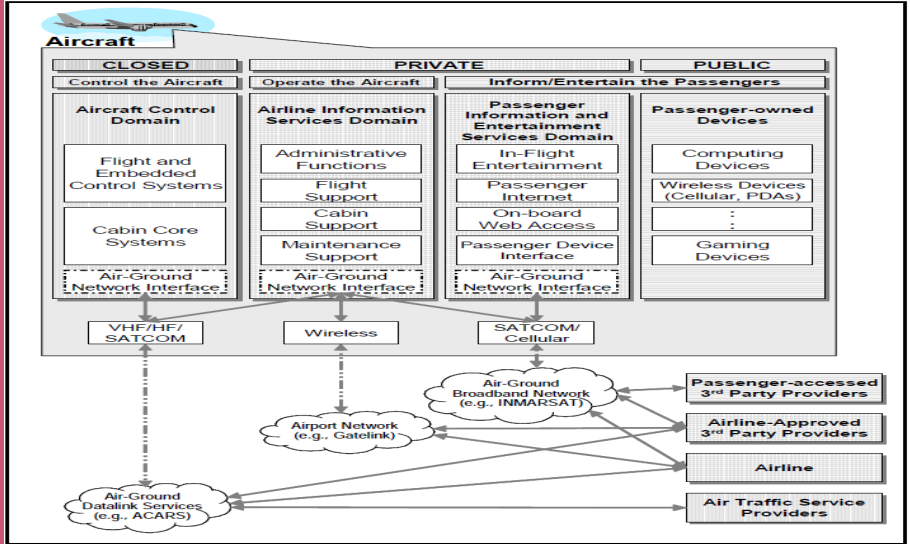 Aircraft
CLOSED
PRIVATE
PUBLIC
Control the Aircraft
Operate the Aircraft
Inform/Entertain the Passengers
Aircraft Control
Domain
Flight and
Embedded
Control Systems
Cabin Core
Systems
Air-Ground
Network Interface
Airline Information
Services Domain
Administrative
Functions
Flight
Support
Cabin
Support
Maintenance
Support
Air-Ground
Network Interface
Passenger
Information and
Entertainment
Services Domain
In-Flight
Entertainment
Passenger
Internet
On-board
Web Access
Passenger Device
Interface
Air-Ground
Network Interface
Passenger-owned
Devices
Computing
Devices
Wireless Devices
(Cellular, PDAs)
:
:
Gaming
Devices
VHF/HF/
SATCOM
Wireless
SATCOM/
Cellular
Air-Ground
Broadband Network
(e.g., INMARSAT)
Airport Network
(e.g., Gatelink)
Air-Ground
Datalink Services
(e.g., ACARS)
Passenger-accessed
3rd Party Providers
Airline-Approved
3rd Party Providers
Airline
Air Traffic Service
Providers